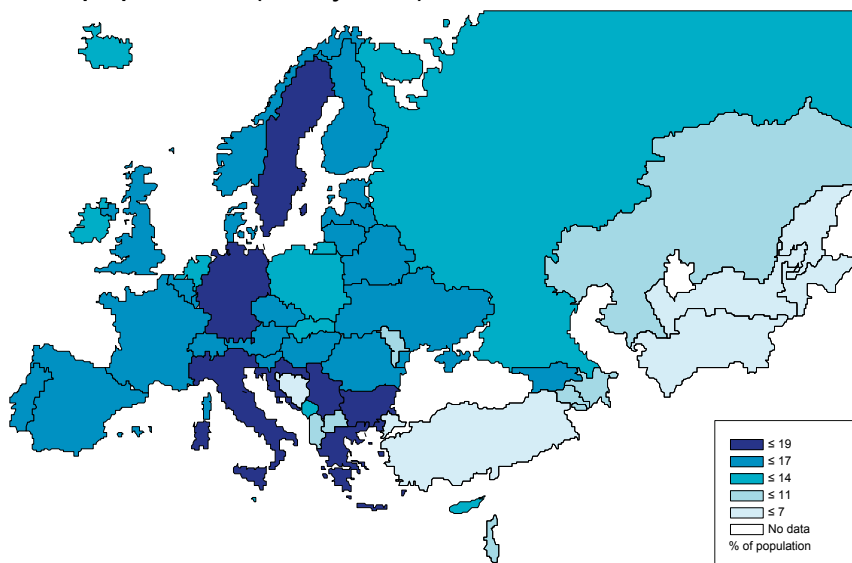 ≤ 19
≤ 17
≤ 14
≤ 11
≤ 7
No data
% of population